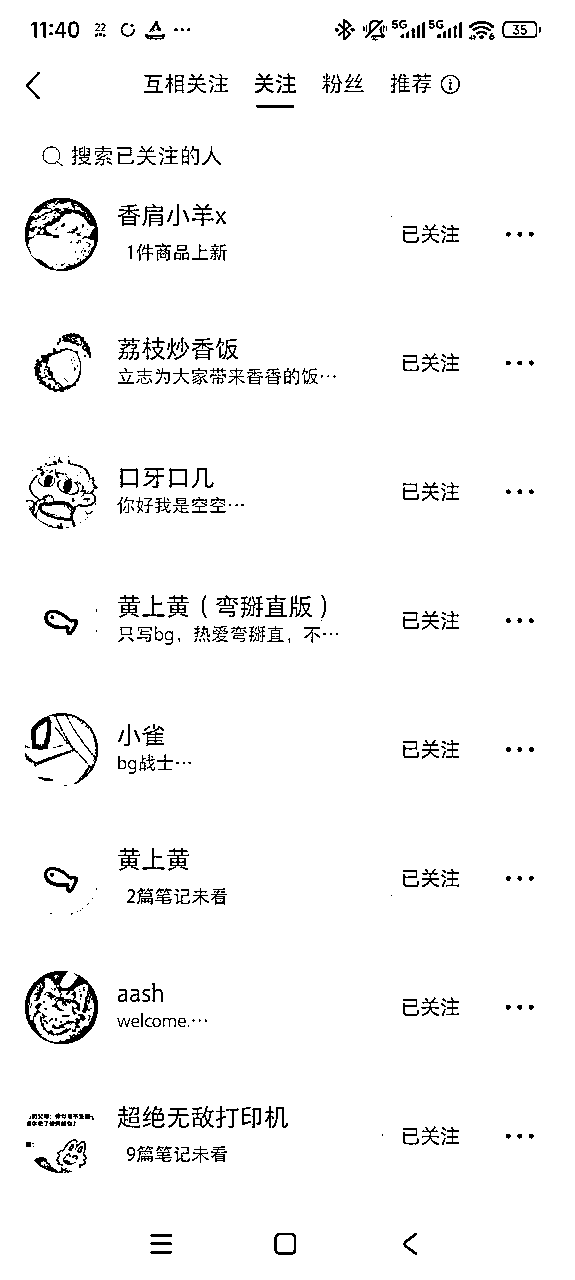 11:40 22 5G 5G 35
互相关注 关注 粉丝 推荐
搜索已关注的人
香肩小羊x
1件商品上新
已关注
荔枝炒香饭
立志为大家带来香香的饭…
已关注
口牙口几
你好我是空空…
已关注
黄上黄（弯掰直版）
只写bg，热爱弯掰直，不…
已关注
小雀
bg战士…
已关注
黄上黄
2篇笔记未看
已关注
aash
welcome.…
已关注
超绝无敌打印机
9篇笔记未看
已关注